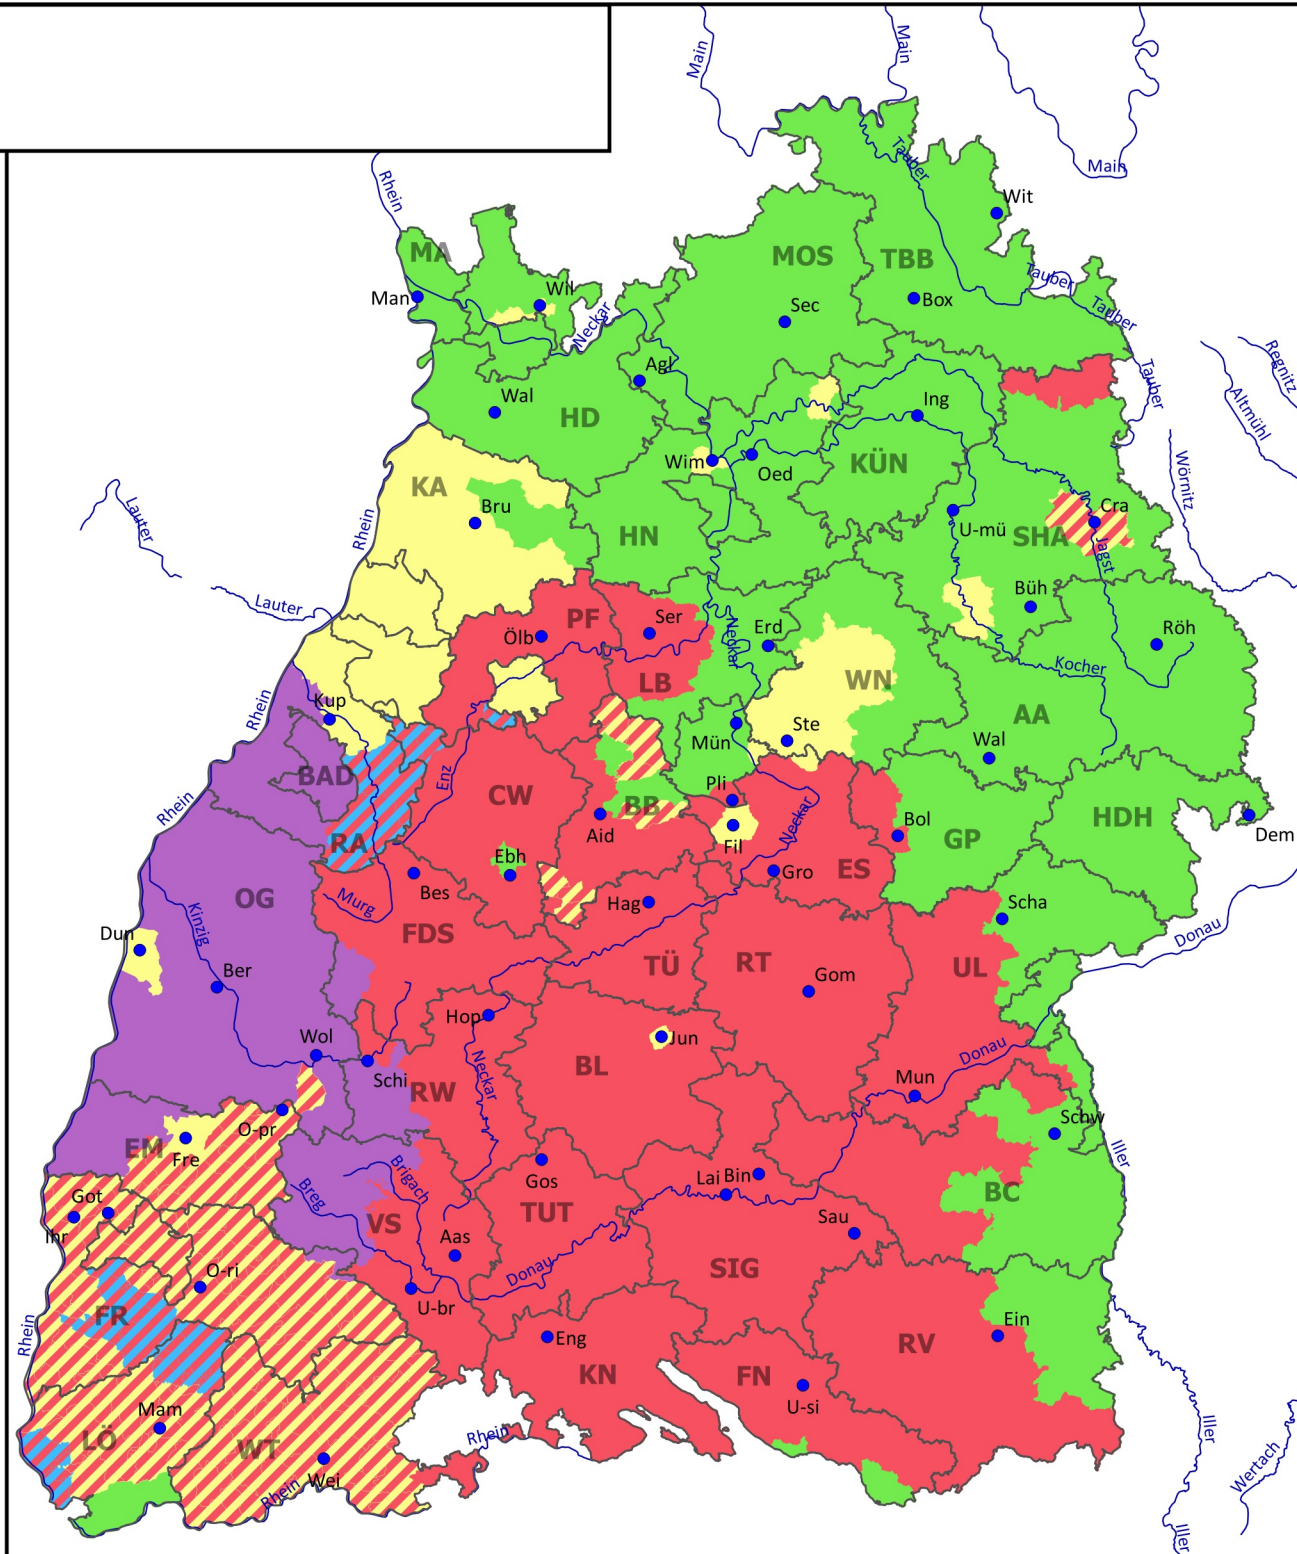 Main
Main
Main
Rhein
Tauber
Wit
MA
MOS
TBB
Tauber
Man
Wil
Neckar
Sec
Box
Tauber
Regnitz
Agl
Tauber
Altmühl
Wal
HD
Ing
Wim
Oed
KÜN
KA
Wörnitz
Bru
Lauter
Rhein
HN
U-mü
SHA
Cra
Jagst
Lauter
Büh
PF
Ser
Ölb
Neckar
Erd
Röh
LB
WN
Kocher
Rhein
Kup
Mün
Ste
AA
Wal
BAD
Enz
CW
Pli
Rhein
BB
Neckar
HDH
RA
Aid
Fil
Bol
GP
Dem
Ebh
Bes
Gro
ES
OG
Murg
Hag
Scha
Kinzig
Dun
FDS
Donau
Ber
TÜ
RT
UL
Gom
Hop
Wol
Jun
Schi
Neckar
BL
Donau
RW
Mun
O-pr
Schw
EM
Fre
Iller
Brigach
Gos
Lai
Bin
BC
Breg
Got
Ihr
VS
TUT
Sau
Aas
O-ri
Donau
SIG
U-br
FR
Rhein
Eng
Ein
RV
KN
FN
U-si
Mam
LÖ
WT
Rhein
Iller
Wei
Rhein
Wertach
Iller